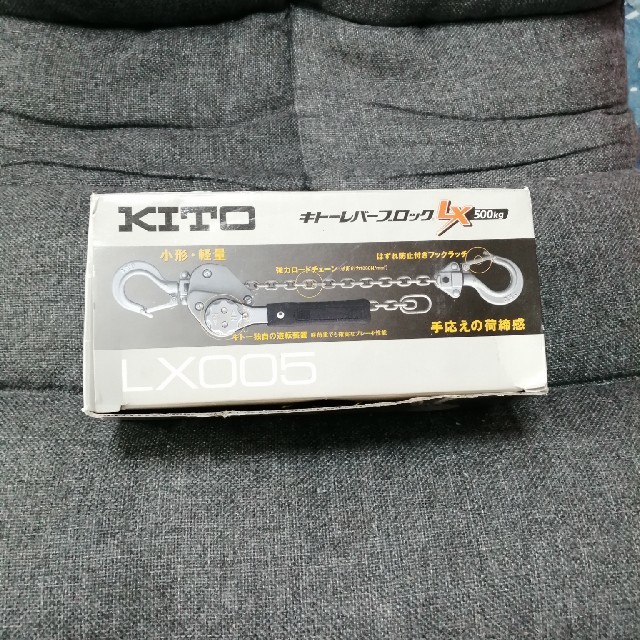 KITO
キトーレバーブロック LX 500kg
小形・軽量
はずれ防止付きフックラッチ
強力ロードチェーン
キトー独自の逆転装置
手応えの荷締感
LX005